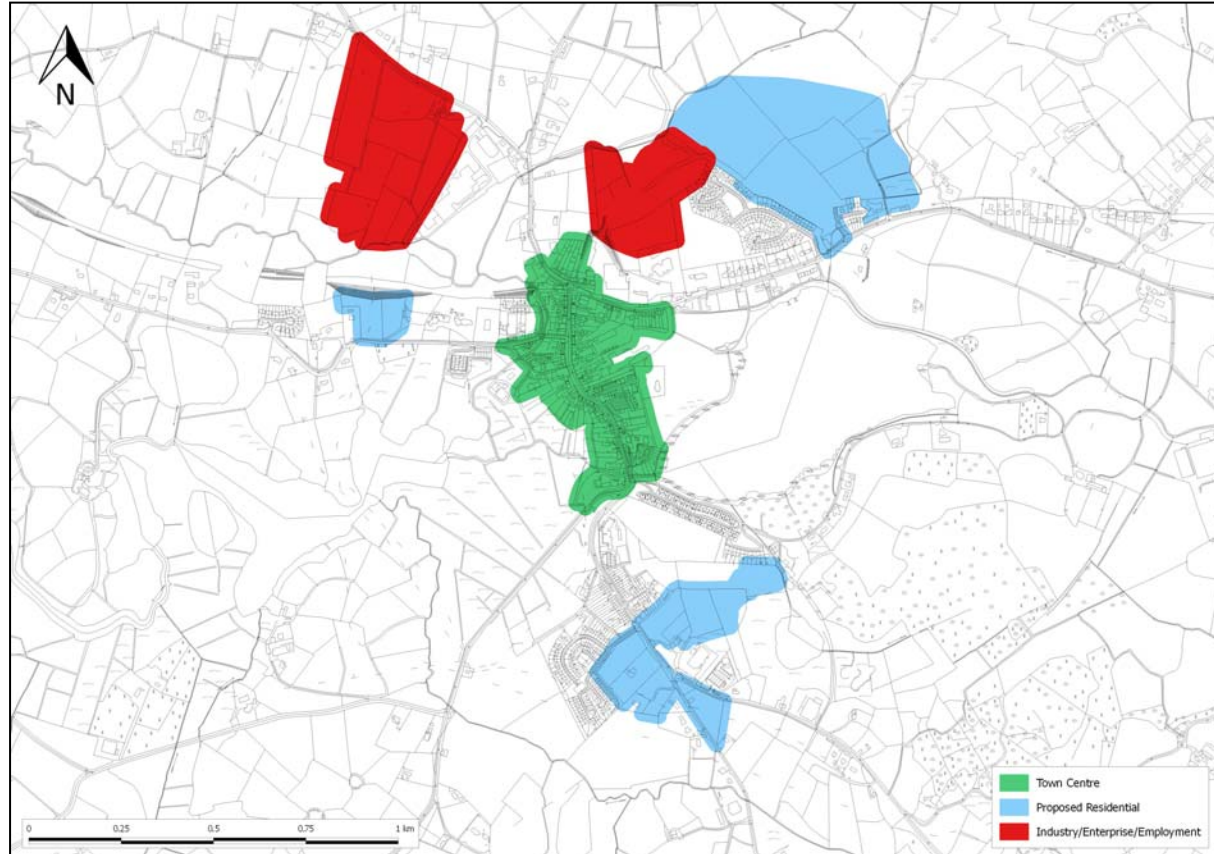 N
Town Centre
Proposed Residential
Industry/Enterprise/Employment
0 0.25 0.5 0.75 1 km